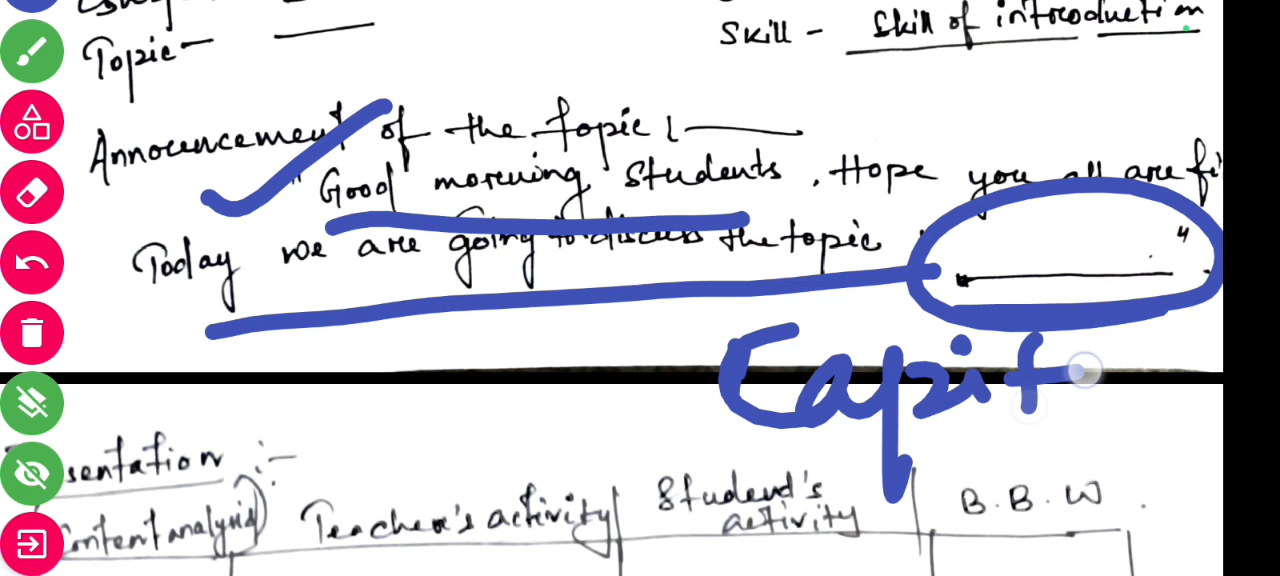 Topic -
Skill - Skill of introduction
Announcement of the topic :
"Good morning students. Hope you all are
Today we are going to discuss the topic "
Capit
sentation :-
Content analysis) Teacher's activity Student's activity B.B.W.